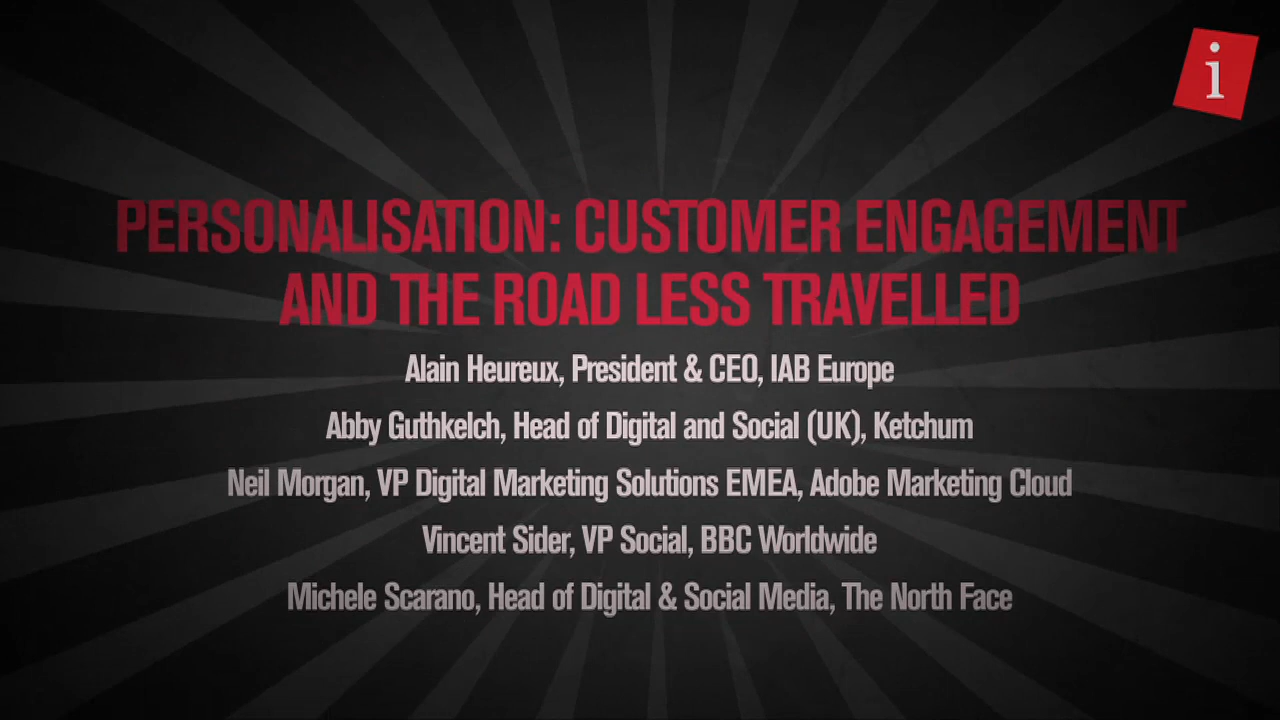 i
PERSONALISATION: CUSTOMER ENGAGEMENT
AND THE ROAD LESS TRAVELLED
Alain Heureux, President & CEO, IAB Europe
Abby Guthkelch, Head of Digital and Social (UK), Ketchum
Neil Morgan, VP Digital Marketing Solutions EMEA, Adobe Marketing Cloud
Vincent Sider, VP Social, BBC Worldwide
Michele Scarano, Head of Digital & Social Media, The North Face